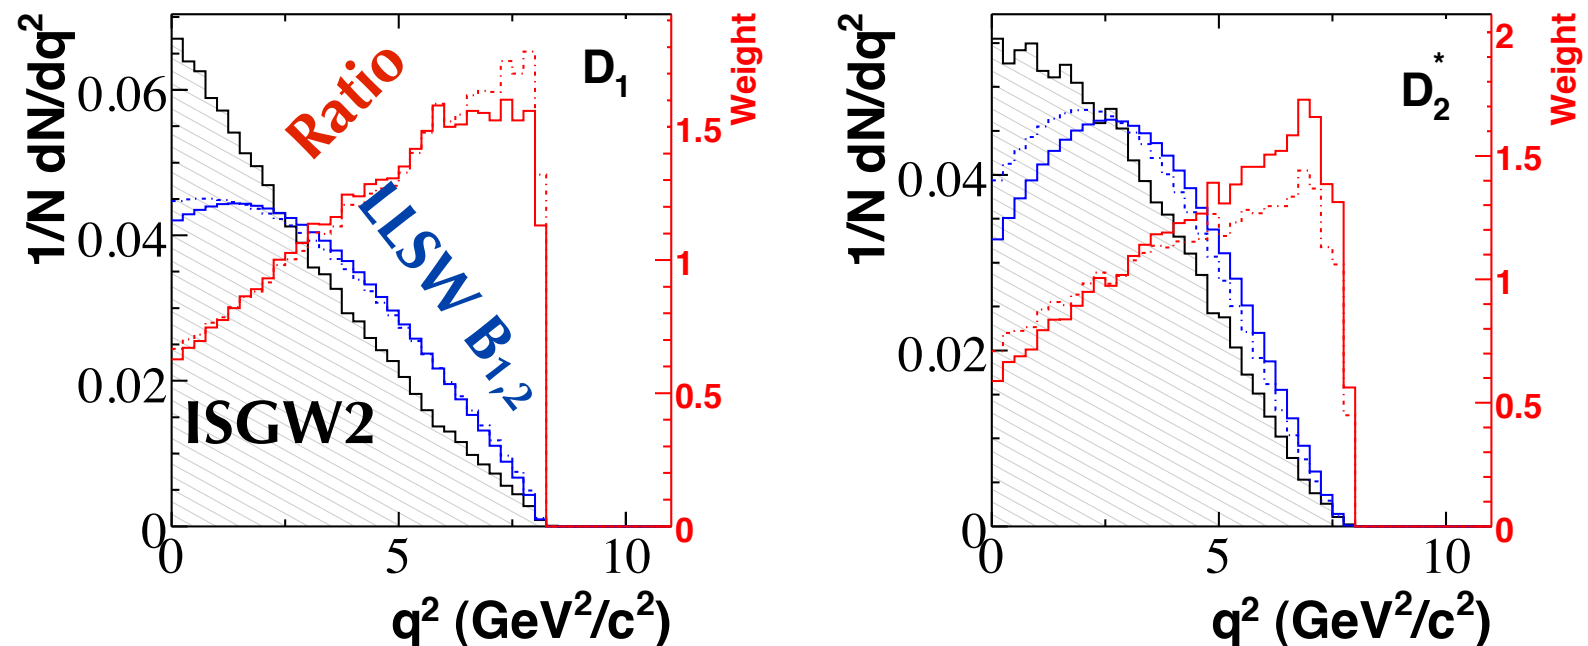 1/N dN/dq²
0.06
0.04
0.02
0
0
5
10
q² (GeV²/c²)
Ratio
LLSW B₁,₂
ISGW2
D₁
Weight
1.5
1
0.5
0
1/N dN/dq²
0.04
0.02
0
0
5
10
q² (GeV²/c²)
D₂*
Weight
2
1.5
1
0.5
0